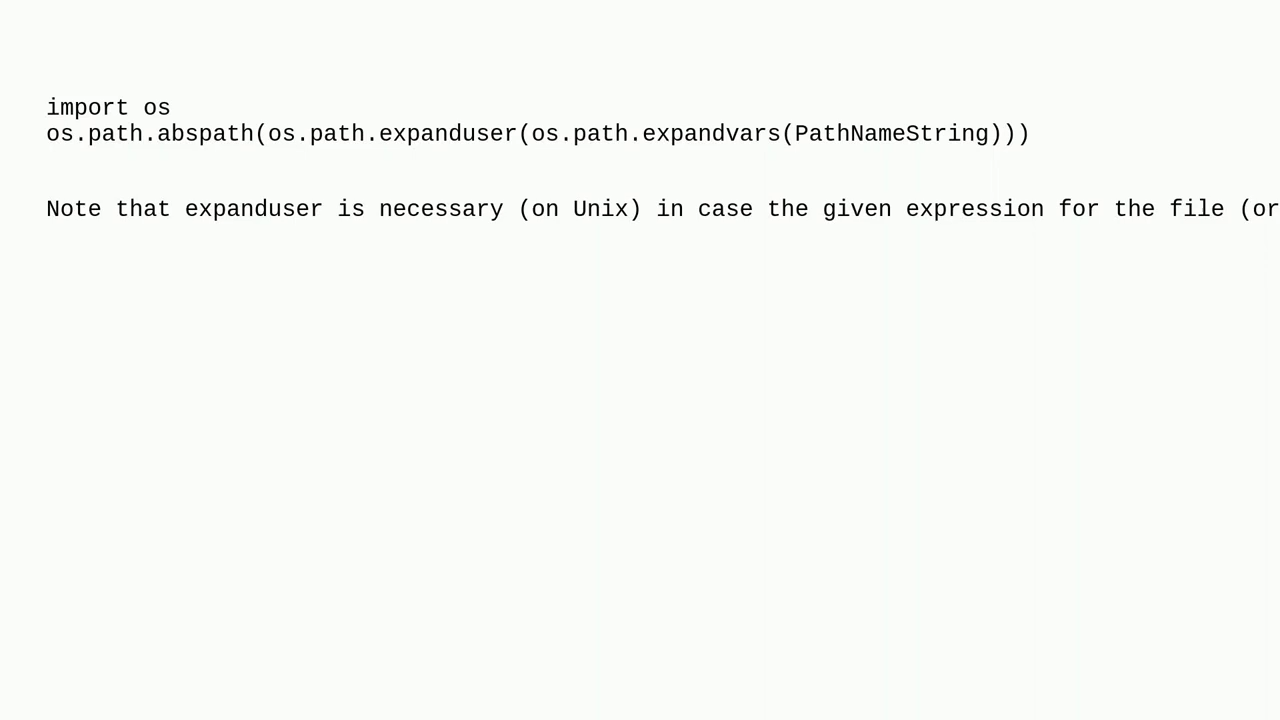 import os
os.path.abspath(os.path.expanduser(os.path.expandvars(PathNameString)))
Note that expanduser is necessary (on Unix) in case the given expression for the file (or